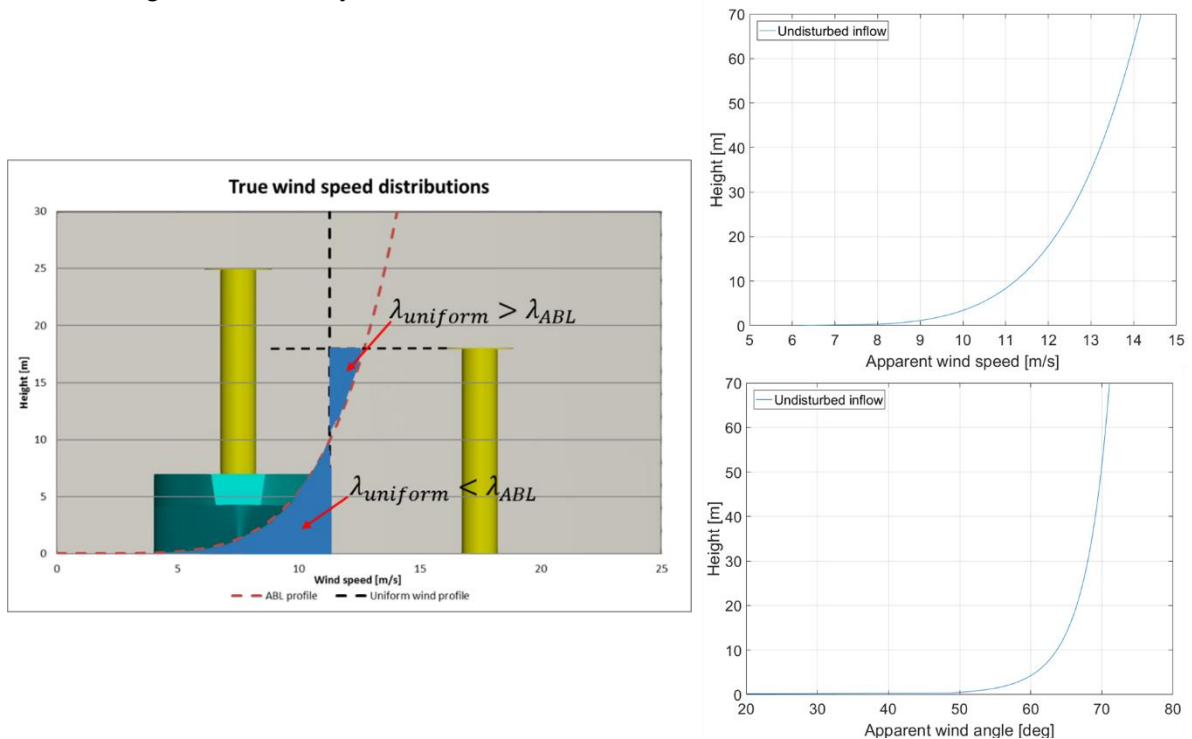 True wind speed distributions
Height [m]
30
25
20
15
10
5
0
λuniform > λABL
λuniform < λABL
0 5 10 15 20 25
Wind speed [m/s]
ABL profile Uniform wind profile
70
60
50
40
30
20
10
0
Height [m]
Undisturbed inflow
5 6 7 8 9 10 11 12 13 14 15
Apparent wind speed [m/s]
70
60
50
40
30
20
10
0
Height [m]
Undisturbed inflow
20 30 40 50 60 70 80
Apparent wind angle [deg]